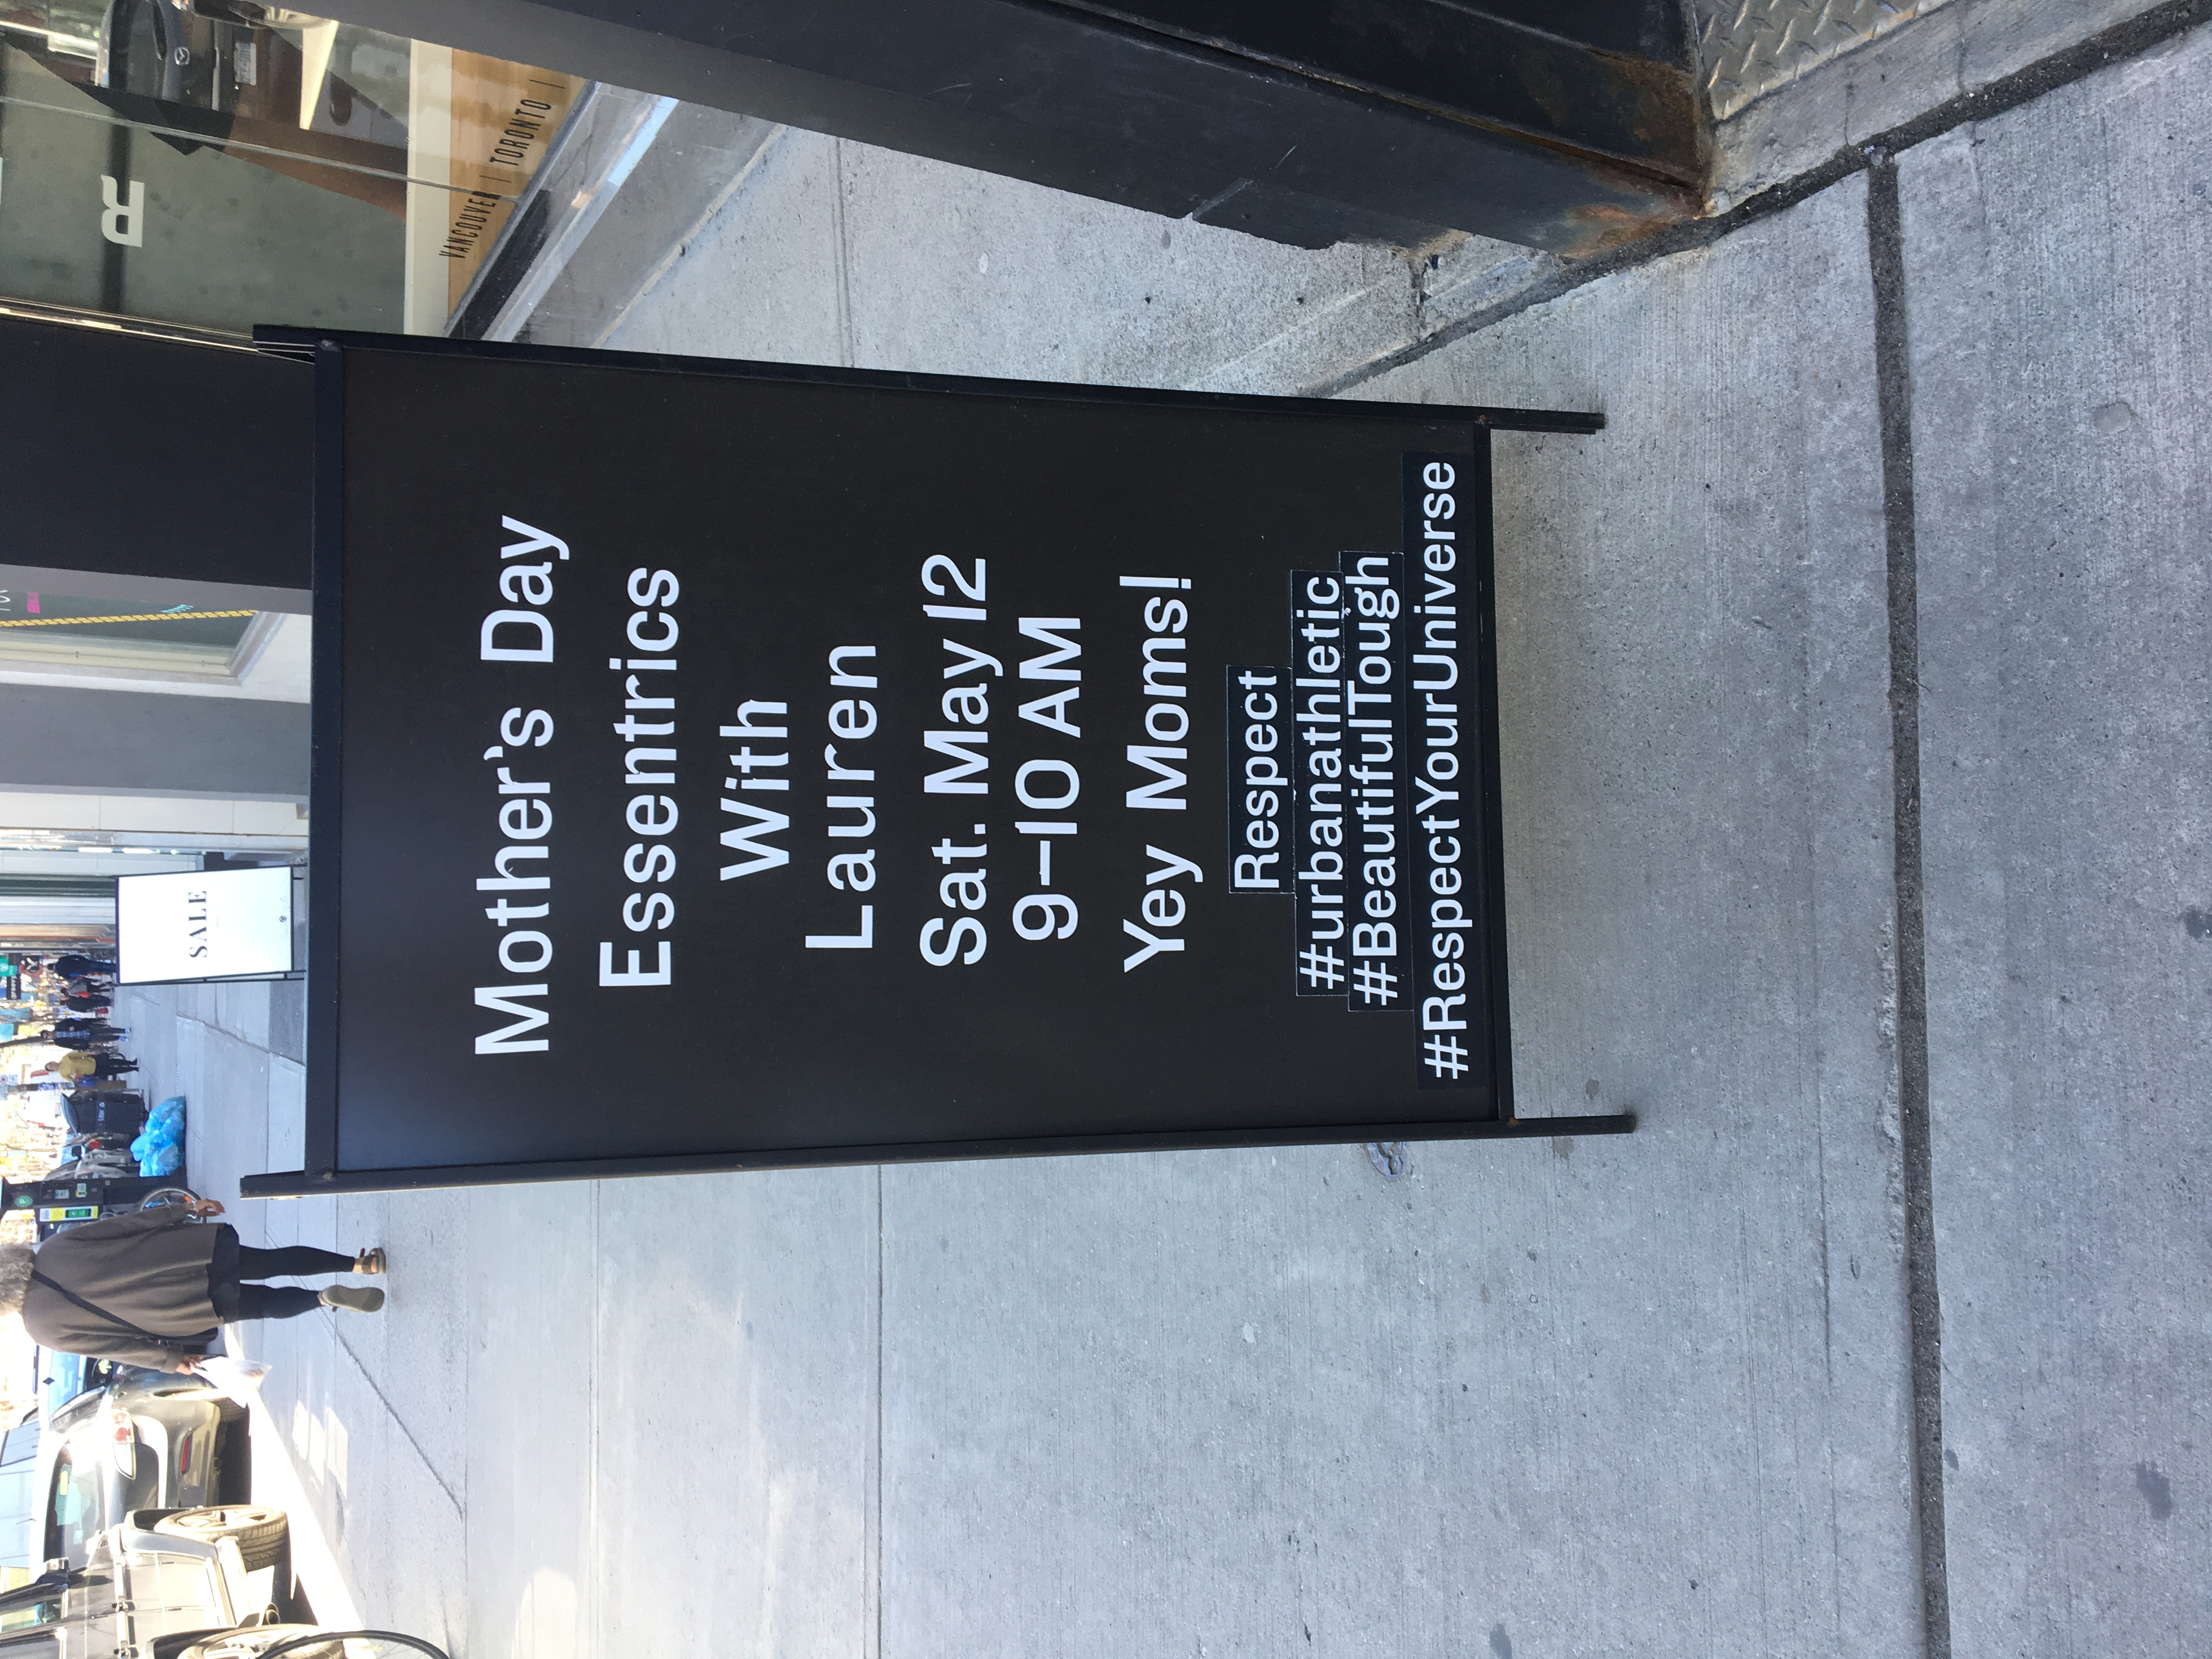 groovy
SALE
R
VANCOUVER | TORONTO |
Mother's Day
Essentrics
With
Lauren
Sat. May 12
9–10 AM
Yey Moms!
Respect
#urbanathletic
#BeautifulTough
#RespectYourUniverse